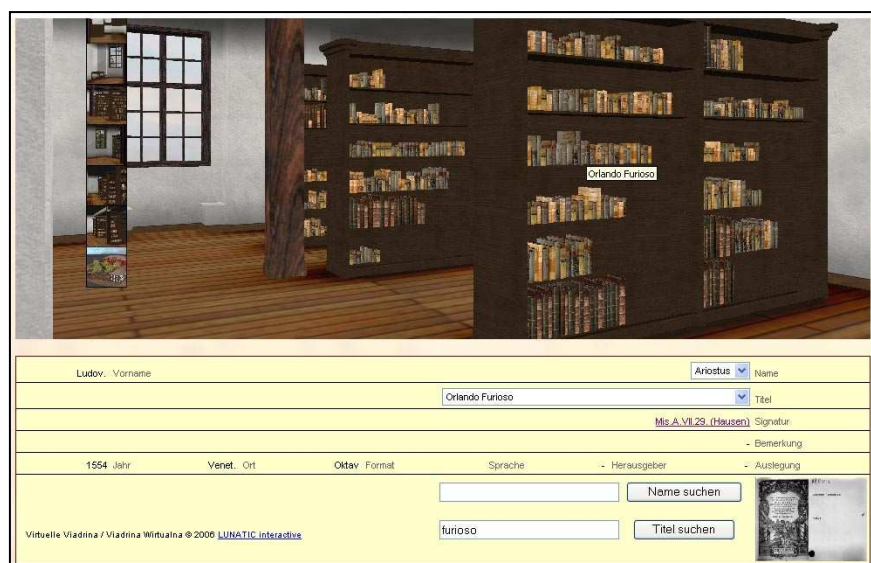 Orlando Furioso
Ludov. Vorname Ariostus Name
Orlando Furioso Titel
Mis.A.VII.29. (Hausen) Signatur
- Bemerkung
1554 Jahr Venet. Ort Oktav Format Sprache - Herausgeber - Auslegung
Name suchen
Virtuelle Viadrina / Viadrina Wirtualna © 2006 LUNATIC interactive furioso Titel suchen